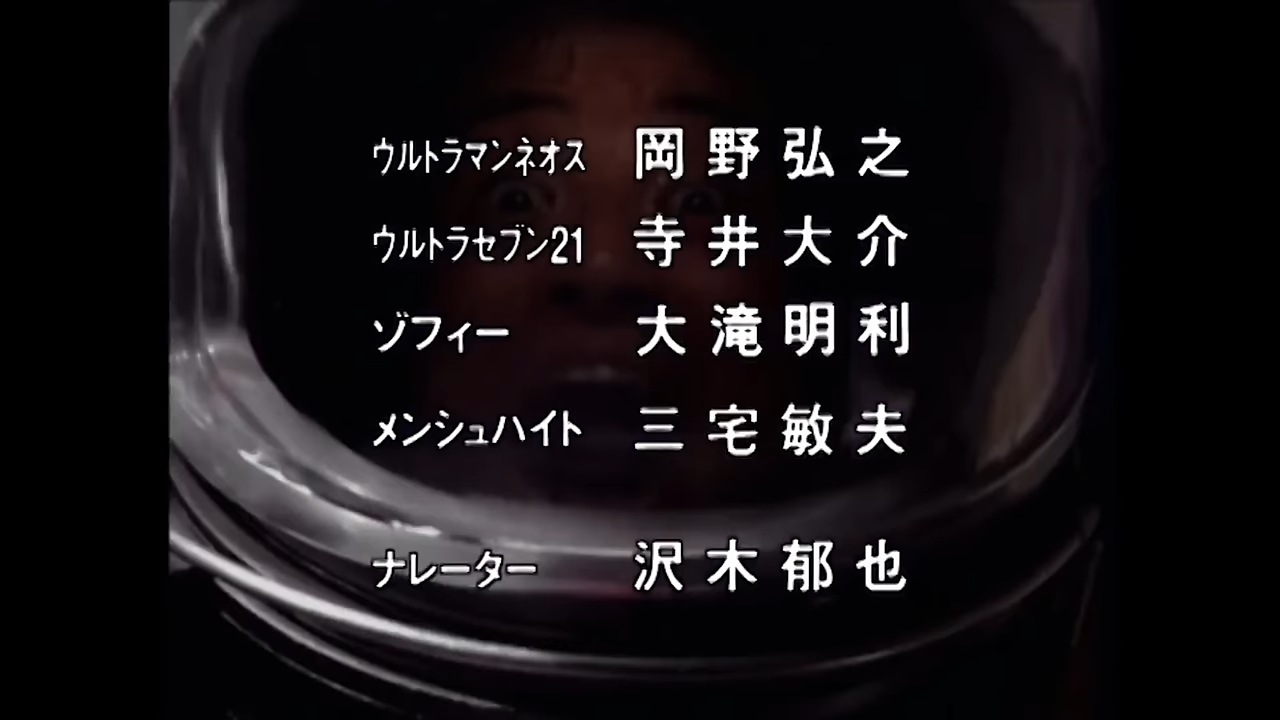 ウルトラマンネオス 岡野弘之
ウルトラセブン21 寺井大介
ゾフィー 大滝明利
メンシュハイト 三宅敏夫
ナレーター 沢木郁也